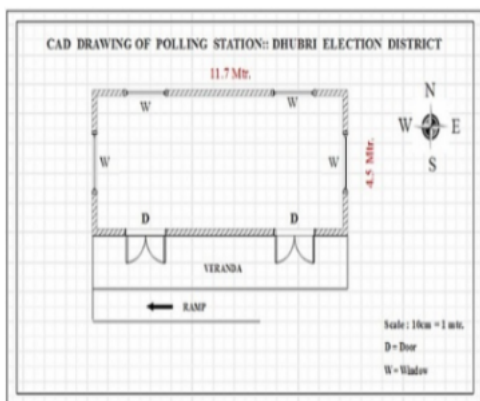 CAD DRAWING OF POLLING STATION:: DHUBRI ELECTION DISTRICT
11.7 Mtr.
W W
N
W E
S
W W
4.5 Mtr.
D D
VERANDA
RAMP
Scale : 10cm = 1 mtr.
D = Door
W = Window